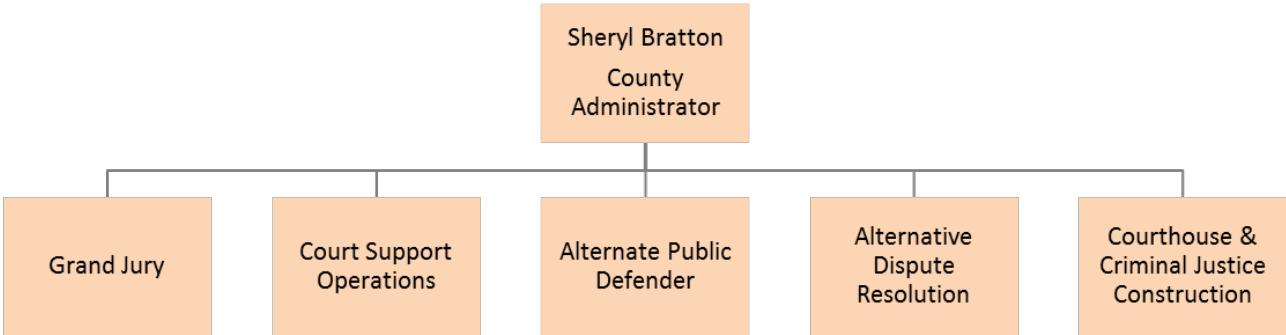 Sheryl Bratton
County
Administrator
Grand Jury
Court Support
Operations
Alternate Public
Defender
Alternative
Dispute
Resolution
Courthouse &
Criminal Justice
Construction